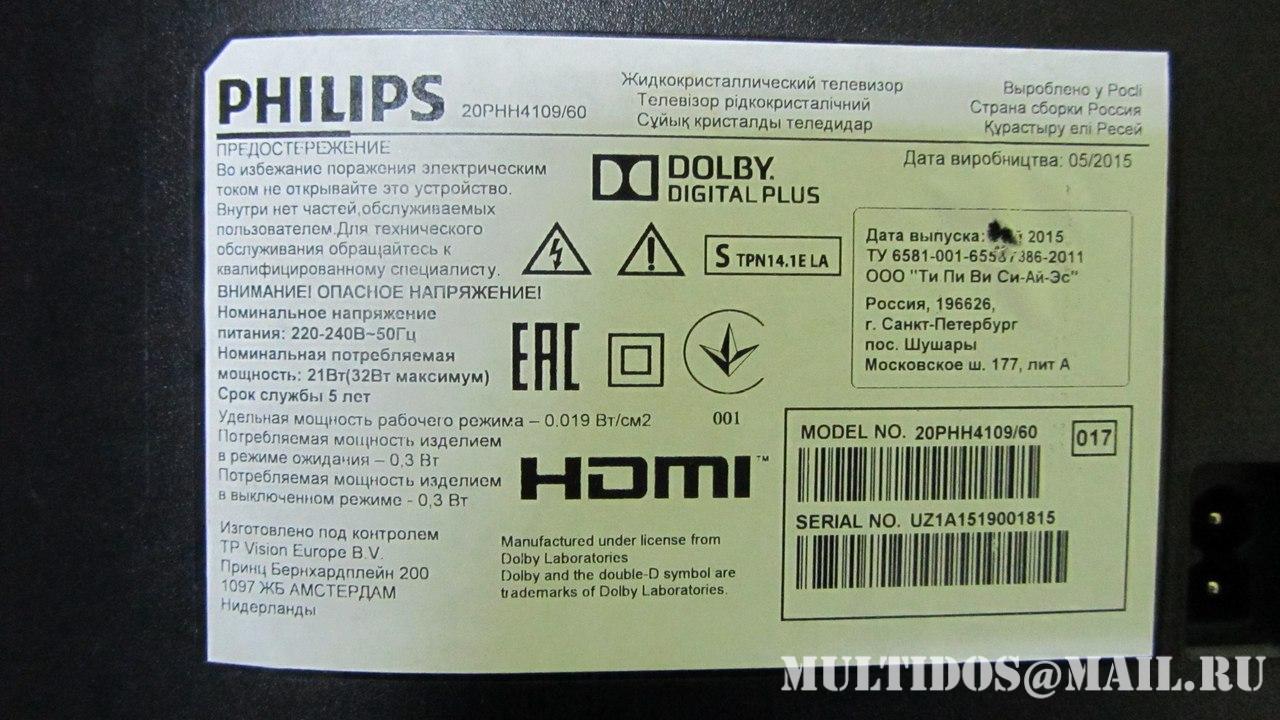 PHILIPS 20PHH4109/60
Жидкокристаллический телевизор
Телевізор рідкокристалічний
Сұйық кристалды теледидар
Выроблено у Росіі
Страна сборки Россия
Құрастыру елі Ресей
ПРЕДОСТЕРЕЖЕНИЕ
Во избежание поражения электрическим
током не открывайте это устройство.
Внутри нет частей,обслуживаемых
пользователем.Для технического
обслуживания обращайтесь к
квалифицированному специалисту.
ВНИМАНИЕ! ОПАСНОЕ НАПРЯЖЕНИЕ!
Номинальное напряжение
питания: 220-240В~50Гц
Номинальная потребляемая
мощность: 21Вт(32Вт максимум)
Срок службы 5 лет
Удельная мощность рабочего режима – 0.019 Вт/см2
Потребляемая мощность изделием
в режиме ожидания – 0,3 Вт
Потребляемая мощность изделием
в выключенном режиме - 0,3 Вт
Изготовлено под контролем
TP Vision Europe B.V.
Принц Бернхардплейн 200
1097 ЖБ АМСТЕРДАМ
Нидерланды
DOLBY.
DIGITAL PLUS
S TPN14.1E LA
EAC
001
HDMI™
Manufactured under license from
Dolby Laboratories
Dolby and the double-D symbol are
trademarks of Dolby Laboratories.
Дата виробництва: 05/2015
Дата выпуска: 2015
ТУ 6581-001-
ООО "Ти Пи Ви Си-Ай-Эс"
Россия, 196626,
г. Санкт-Петербург
пос. Шушары
Московское ш. 177, лит А
MODEL NO. 20PHH4109/60
017
SERIAL NO. UZ1A1519001815
MULTIDOS@MAIL.RU